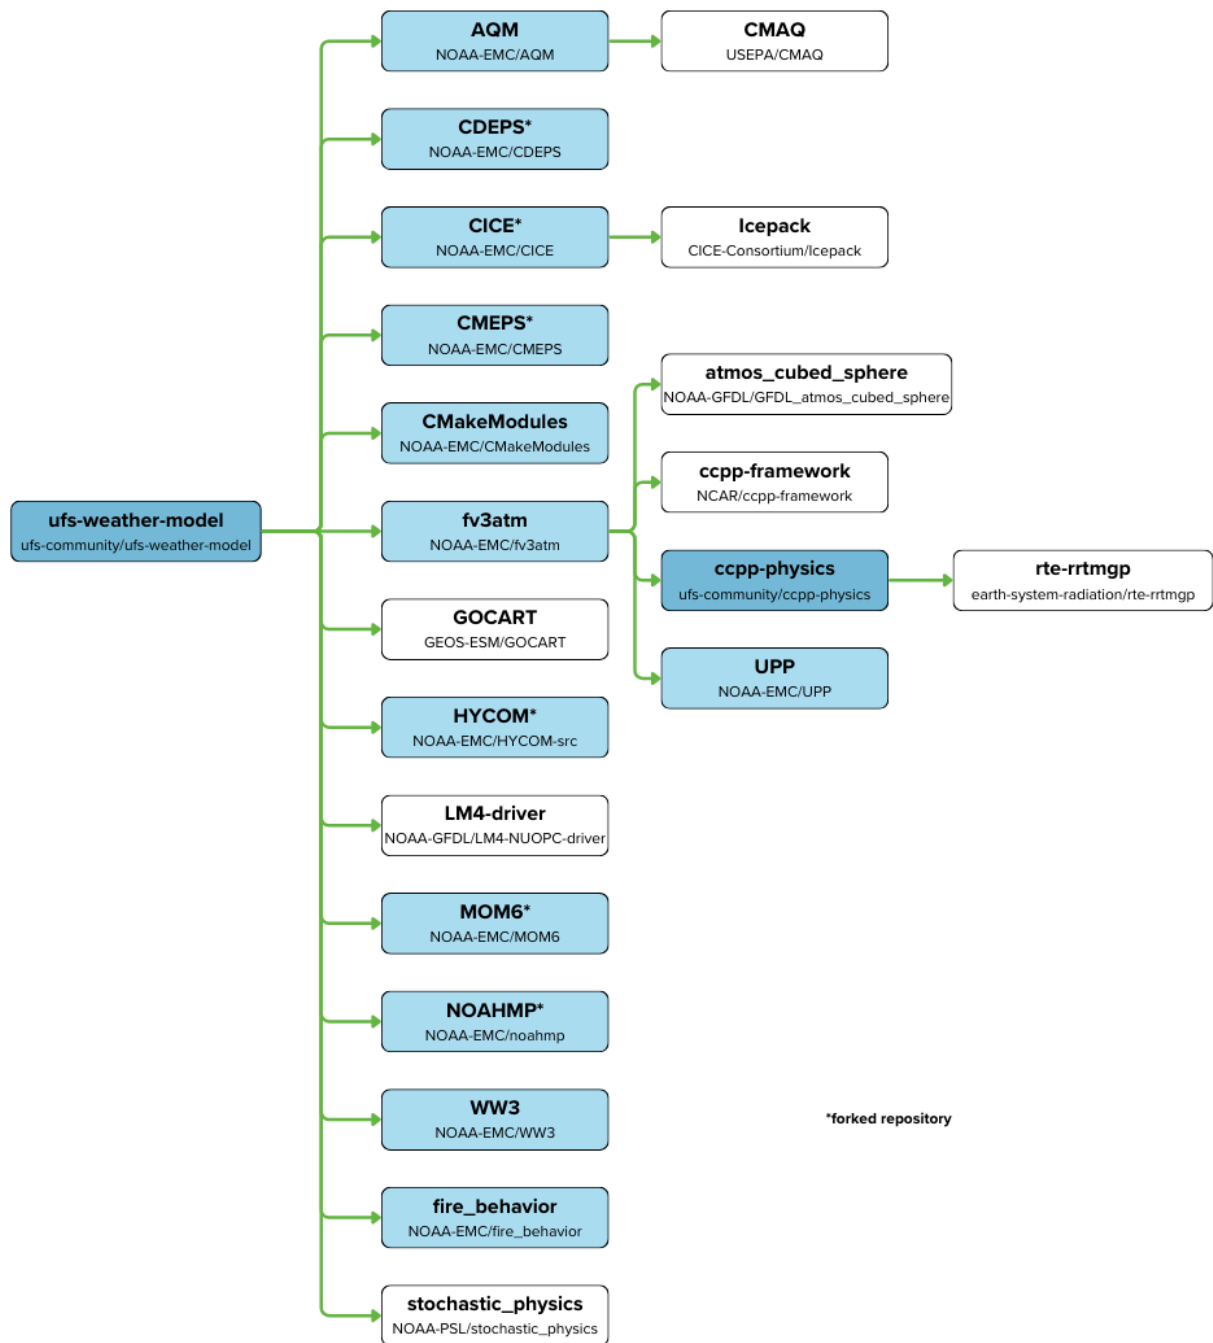 AQM
NOAA-EMC/AQM
CMAQ
USEPA/CMAQ
CDEPS*
NOAA-EMC/CDEPS
CICE*
NOAA-EMC/CICE
Icepack
CICE-Consortium/Icepack
CMEPS*
NOAA-EMC/CMEPS
atmos_cubed_sphere
NOAA-GFDL/GFDL_atmos_cubed_sphere
CMakeModules
NOAA-EMC/CMakeModules
ccpp-framework
NCAR/ccpp-framework
ufs-weather-model
ufs-community/ufs-weather-model
fv3atm
NOAA-EMC/fv3atm
ccpp-physics
ufs-community/ccpp-physics
rte-rrtmgp
earth-system-radiation/rte-rrtmgp
GOCART
GEOS-ESM/GOCART
UPP
NOAA-EMC/UPP
HYCOM*
NOAA-EMC/HYCOM-src
LM4-driver
NOAA-GFDL/LM4-NUOPC-driver
MOM6*
NOAA-EMC/MOM6
NOAHMP*
NOAA-EMC/noahmp
WW3
NOAA-EMC/WW3
*forked repository
fire_behavior
NOAA-EMC/fire_behavior
stochastic_physics
NOAA-PSL/stochastic_physics